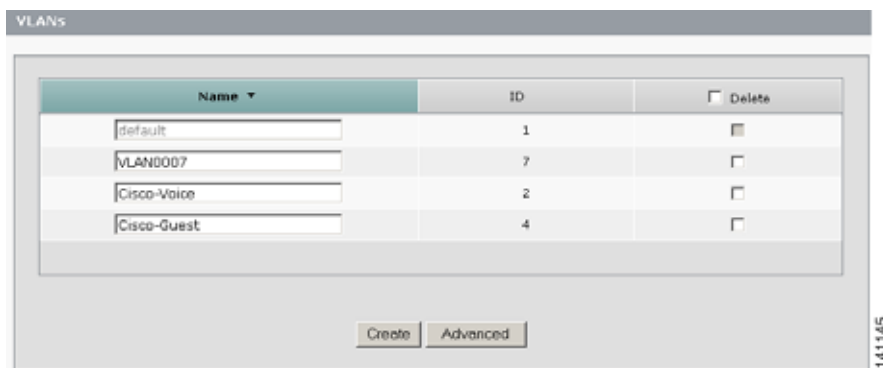 VLANs
Name ▼ ID Delete
default 1
VLAN0007 7
Cisco-Voice 2
Cisco-Guest 4
Create Advanced
141145